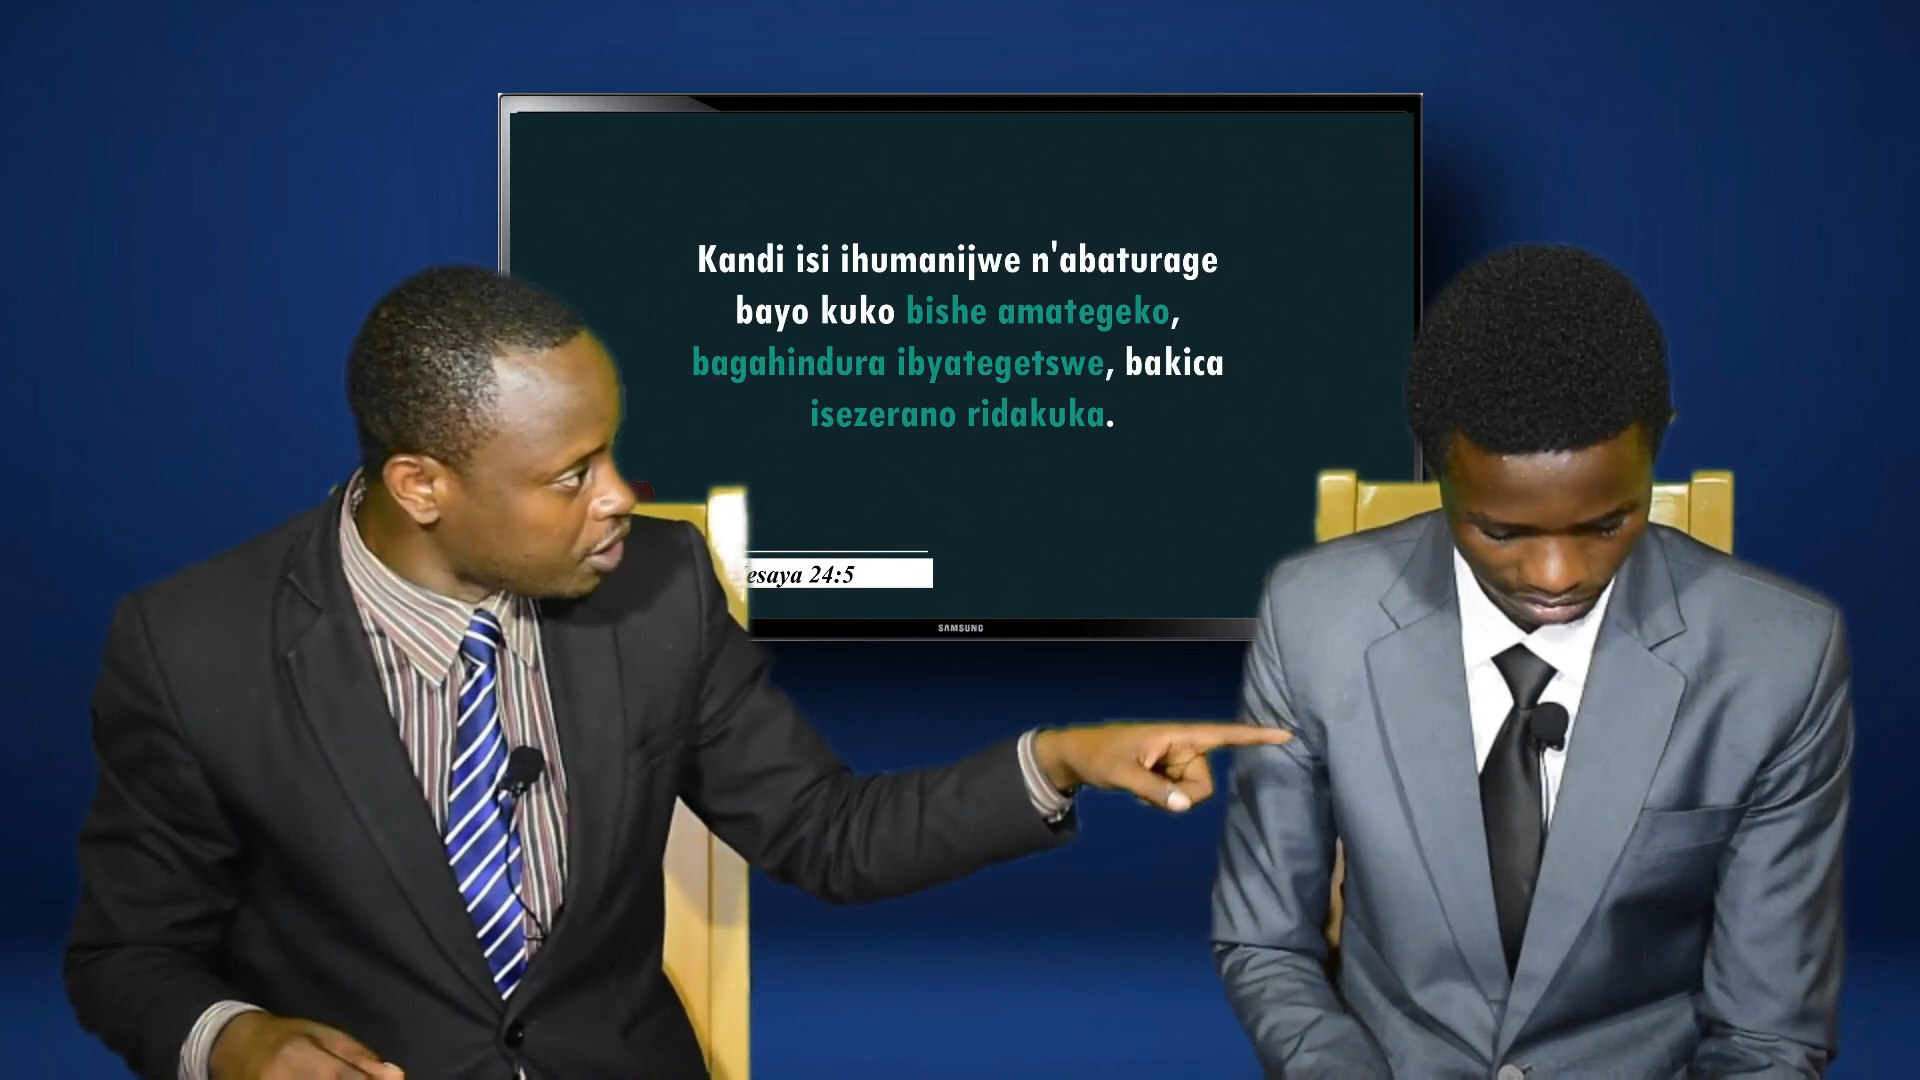 Kandi isi ihumanijwe n'abaturage
bayo kuko bishe amategeko,
bagahindura ibyategetswe, bakica
isezerano ridakuka.
esaya 24:5
SAMSUNG